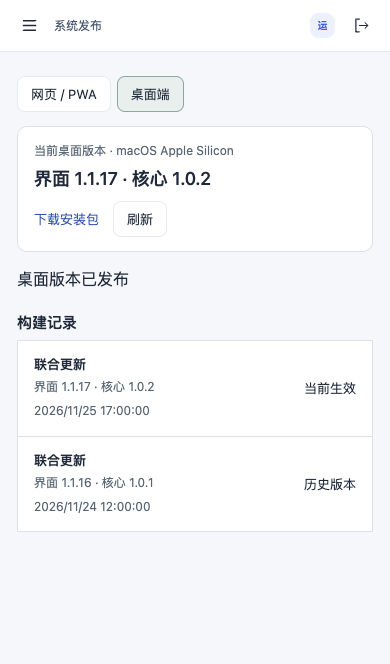 系统发布
运
网页 / PWA
桌面端
当前桌面版本 · macOS Apple Silicon
界面 1.1.17 · 核心 1.0.2
下载安装包
刷新
桌面版本已发布
构建记录
联合更新
界面 1.1.17 · 核心 1.0.2
2026/11/25 17:00:00
当前生效
联合更新
界面 1.1.16 · 核心 1.0.1
2026/11/24 12:00:00
历史版本